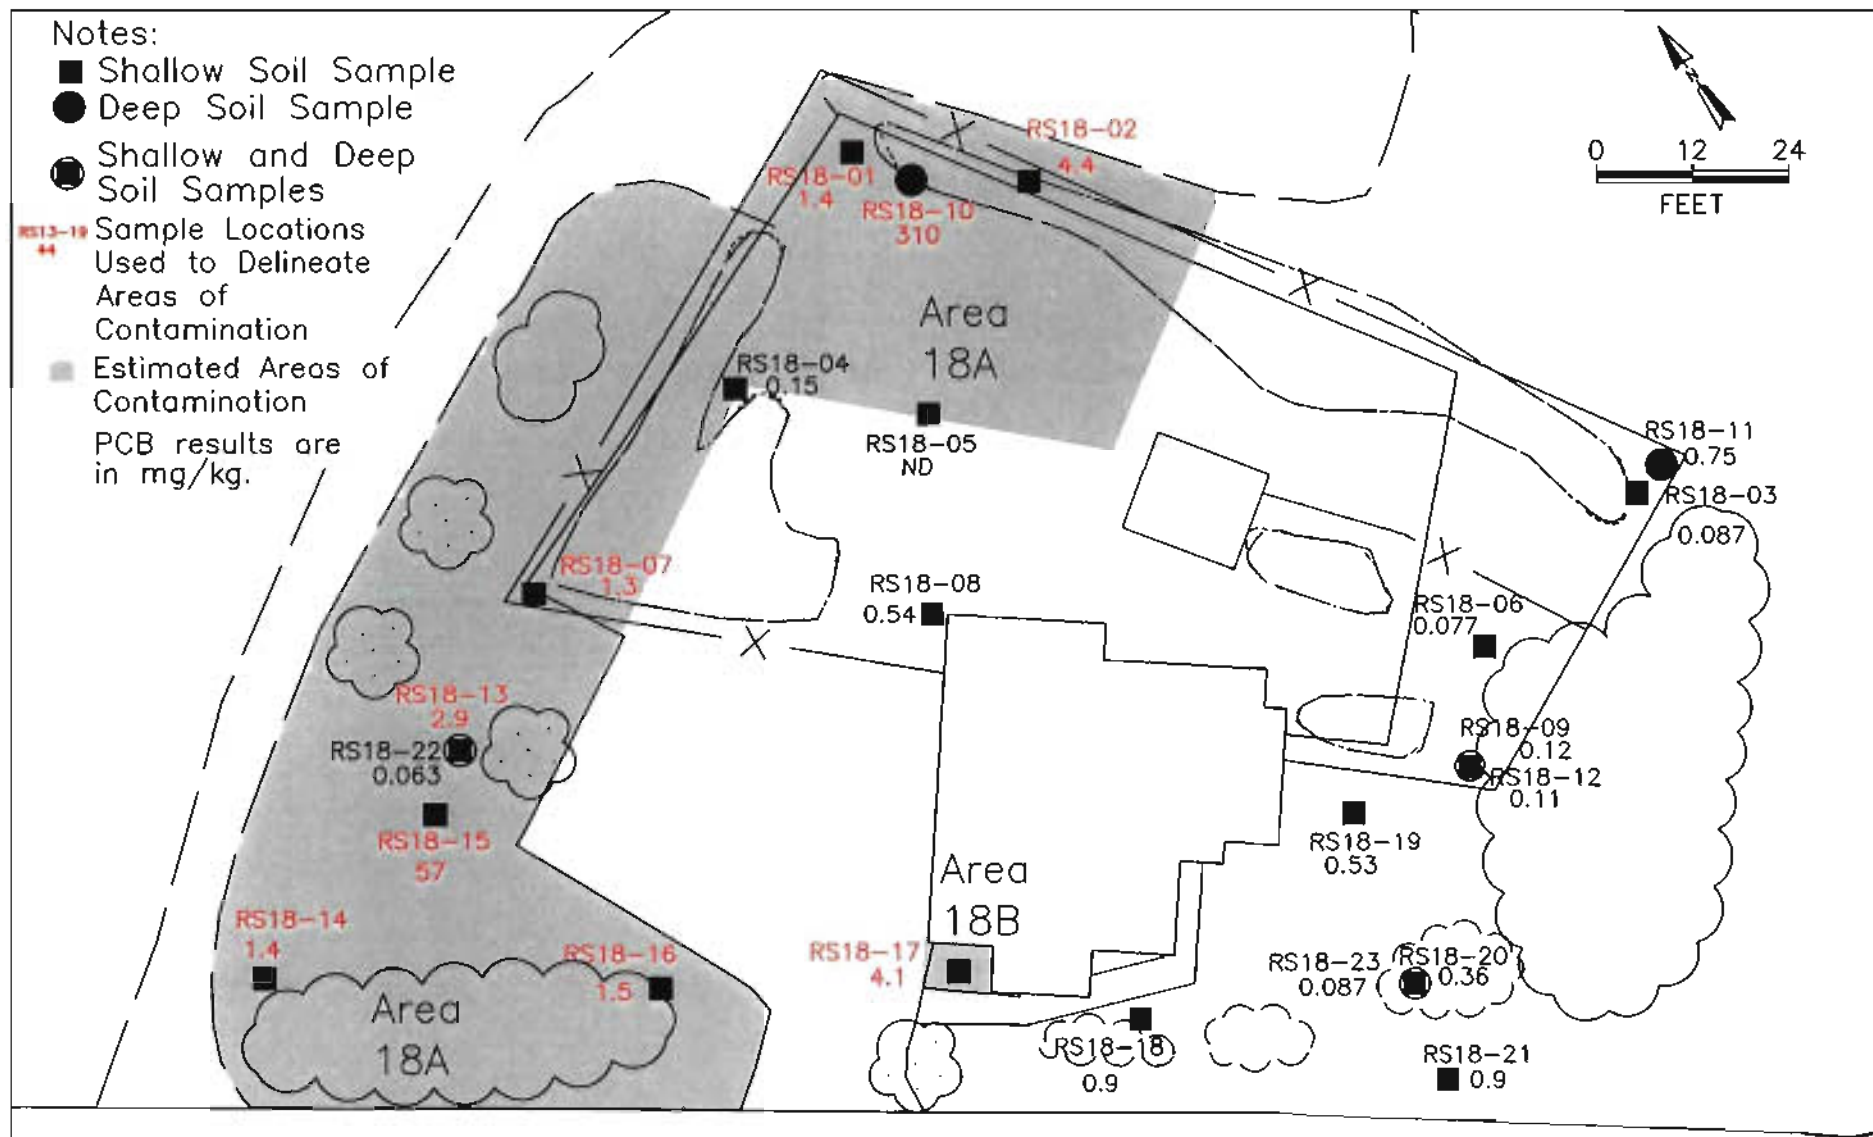 Notes:
Shallow Soil Sample
Deep Soil Sample
Shallow and Deep
Soil Samples
RS13-19
44
Sample Locations
Used to Delineate
Areas of
Contamination
Estimated Areas of
Contamination
PCB results are
in mg/kg.
N
0 12 24
FEET
RS18-02
4.4
RS18-01
1.4
RS18-10
310
Area
18A
RS18-04
0.15
RS18-05
ND
RS18-11
0.75
RS18-03
0.087
RS18-07
1.3
RS18-08
0.54
RS18-06
0.077
RS18-13
2.9
RS18-22
0.063
RS18-09
0.12
RS18-12
0.11
RS18-15
57
RS18-19
0.53
Area
18B
RS18-14
1.4
RS18-16
1.5
RS18-17
4.1
RS18-23
0.087
RS18-20
0.36
Area
18A
RS18-18
0.9
RS18-21
0.9
X
X
X
X
X